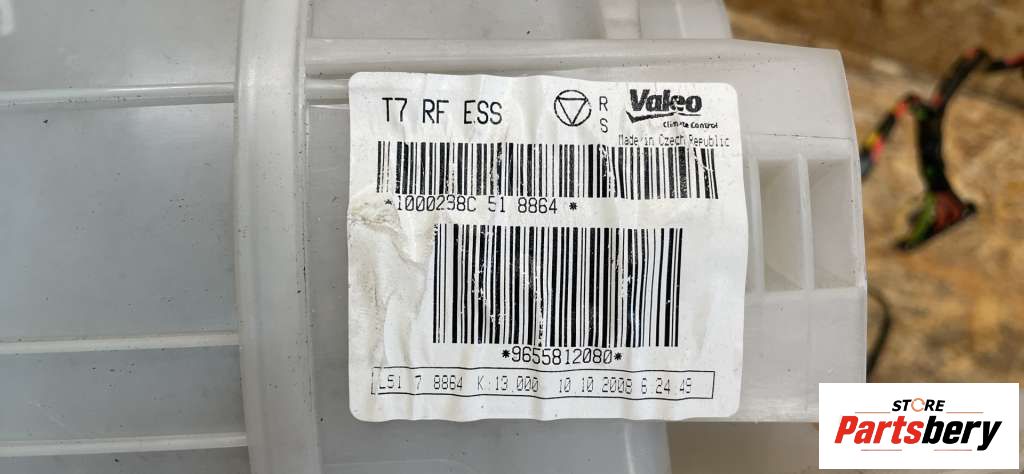 T7 RF ESS
R
S
Valeo
Climate Control
Made in Czech Republic
*1000238C 51 8864 *
*9655812080*
L51 7 8864 K:13 000 10 10 2008 6 24 49
STORE
Partsbery